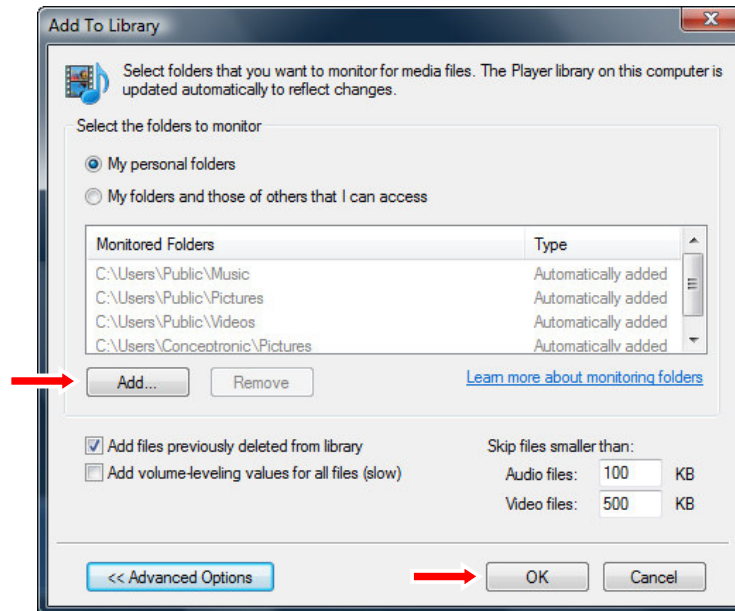 Add To Library
Select folders that you want to monitor for media files. The Player library on this computer is
updated automatically to reflect changes.
Select the folders to monitor
My personal folders
My folders and those of others that I can access
Monitored Folders Type
C:\Users\Public\Music Automatically added
C:\Users\Public\Pictures Automatically added
C:\Users\Public\Videos Automatically added
C:\Users\Conceptronic\Pictures Automatically added
Add... Remove Learn more about monitoring folders
Add files previously deleted from library Skip files smaller than:
Add volume-leveling values for all files (slow) Audio files: 100 KB
Video files: 500 KB
<< Advanced Options OK Cancel